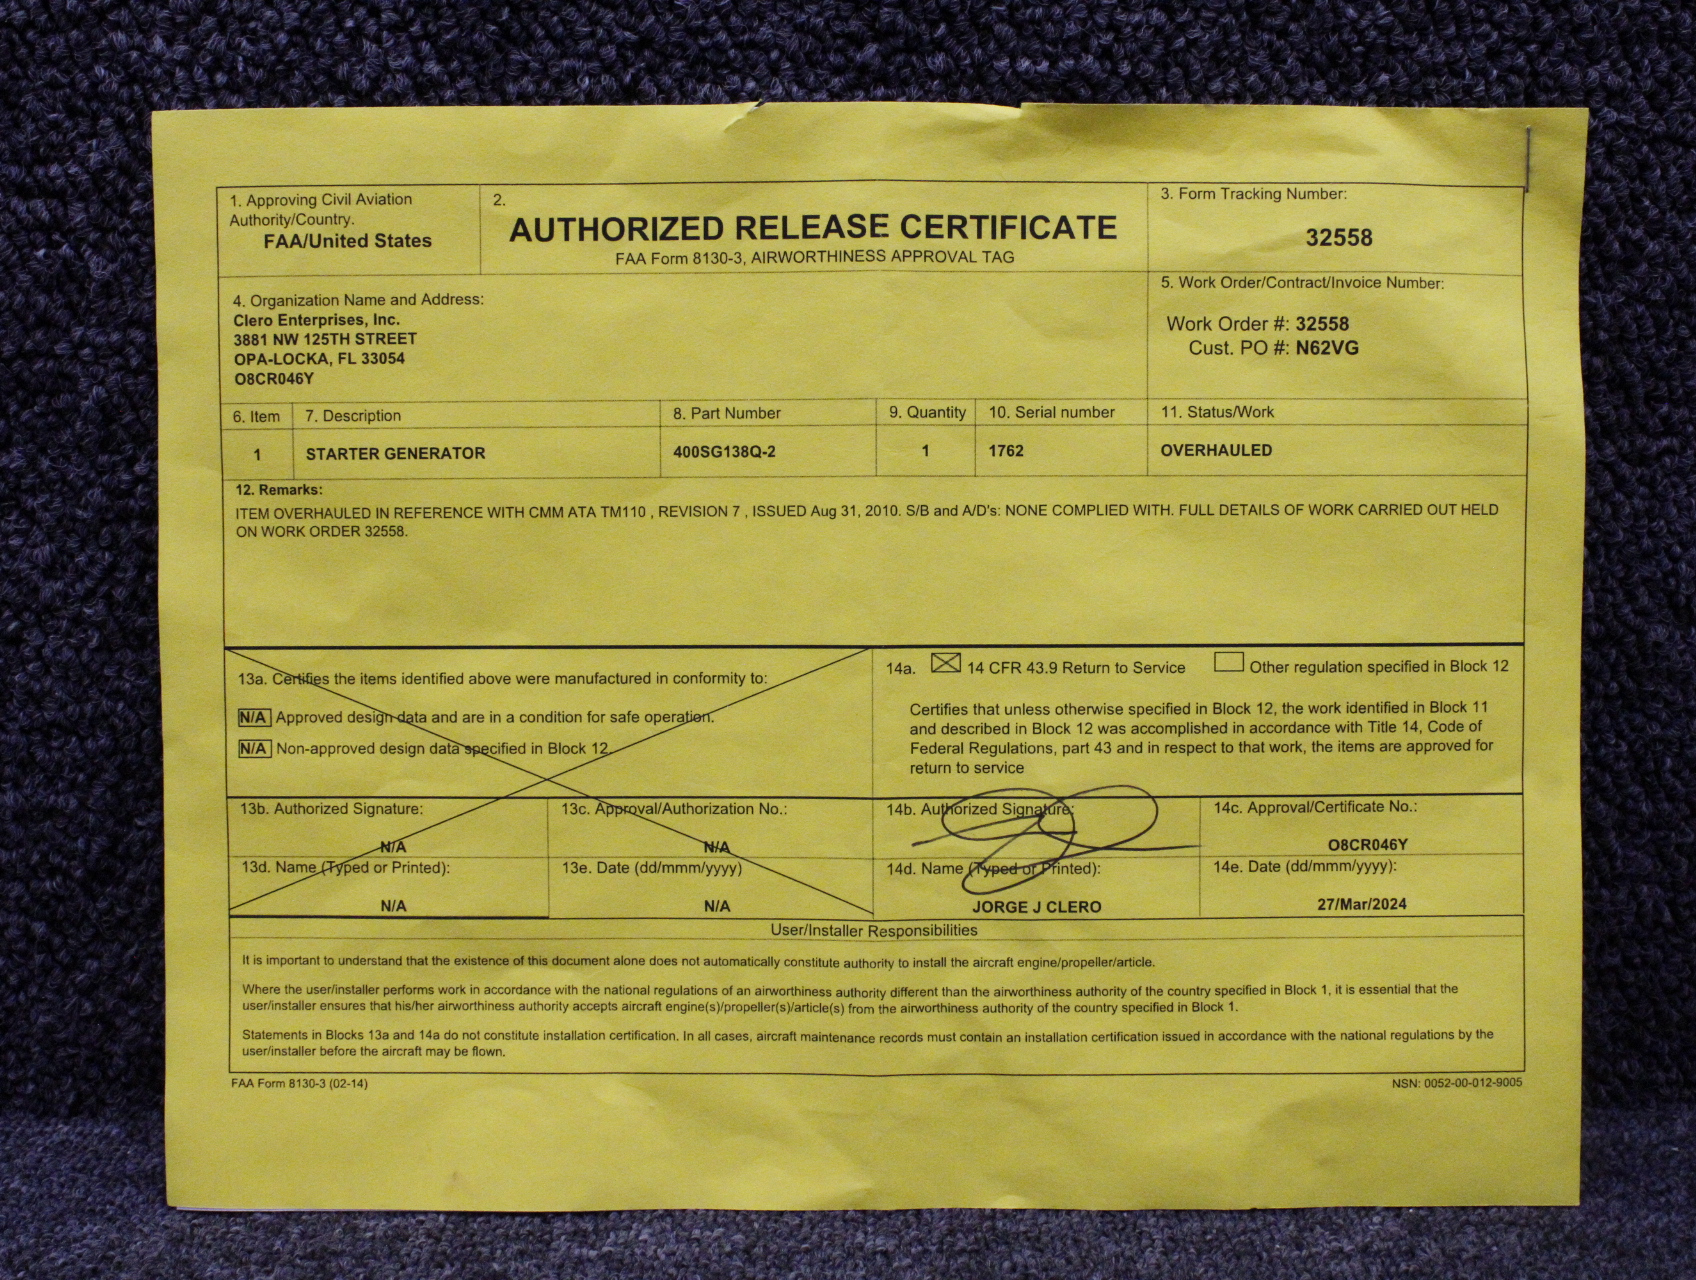 1. Approving Civil Aviation
Authority/Country.
FAA/United States
2.
AUTHORIZED RELEASE CERTIFICATE
FAA Form 8130-3, AIRWORTHINESS APPROVAL TAG
3. Form Tracking Number:
32558
4. Organization Name and Address:
Clero Enterprises, Inc.
3881 NW 125TH STREET
OPA-LOCKA, FL 33054
O8CR046Y
5. Work Order/Contract/Invoice Number:
Work Order #: 32558
Cust. PO #: N62VG
6. Item 7. Description 8. Part Number 9. Quantity 10. Serial number 11. Status/Work
1 STARTER GENERATOR 400SG138Q-2 1 1762 OVERHAULED
12. Remarks:
ITEM OVERHAULED IN REFERENCE WITH CMM ATA TM110 , REVISION 7 , ISSUED Aug 31, 2010. S/B and A/D's: NONE COMPLIED WITH. FULL DETAILS OF WORK CARRIED OUT HELD
ON WORK ORDER 32558.
13a. Certifies the items identified above were manufactured in conformity to:
N/A Approved design data and are in a condition for safe operation.
N/A Non-approved design data specified in Block 12.
14a. 14 CFR 43.9 Return to Service Other regulation specified in Block 12
Certifies that unless otherwise specified in Block 12, the work identified in Block 11
and described in Block 12 was accomplished in accordance with Title 14, Code of
Federal Regulations, part 43 and in respect to that work, the items are approved for
return to service
13b. Authorized Signature:
N/A
13c. Approval/Authorization No.:
N/A
14b. Authorized Signature:
14c. Approval/Certificate No.:
O8CR046Y
13d. Name (Typed or Printed):
N/A
13e. Date (dd/mmm/yyyy)
N/A
14d. Name (Typed or Printed):
JORGE J CLERO
14e. Date (dd/mmm/yyyy):
27/Mar/2024
User/Installer Responsibilities
It is important to understand that the existence of this document alone does not automatically constitute authority to install the aircraft engine/propeller/article.
Where the user/installer performs work in accordance with the national regulations of an airworthiness authority different than the airworthiness authority of the country specified in Block 1, it is essential that the
user/installer ensures that his/her airworthiness authority accepts aircraft engine(s)/propeller(s)/article(s) from the airworthiness authority of the country specified in Block 1.
Statements in Blocks 13a and 14a do not constitute installation certification. In all cases, aircraft maintenance records must contain an installation certification issued in accordance with the national regulations by the
user/installer before the aircraft may be flown.
FAA Form 8130-3 (02-14)
NSN: 0052-00-012-9005